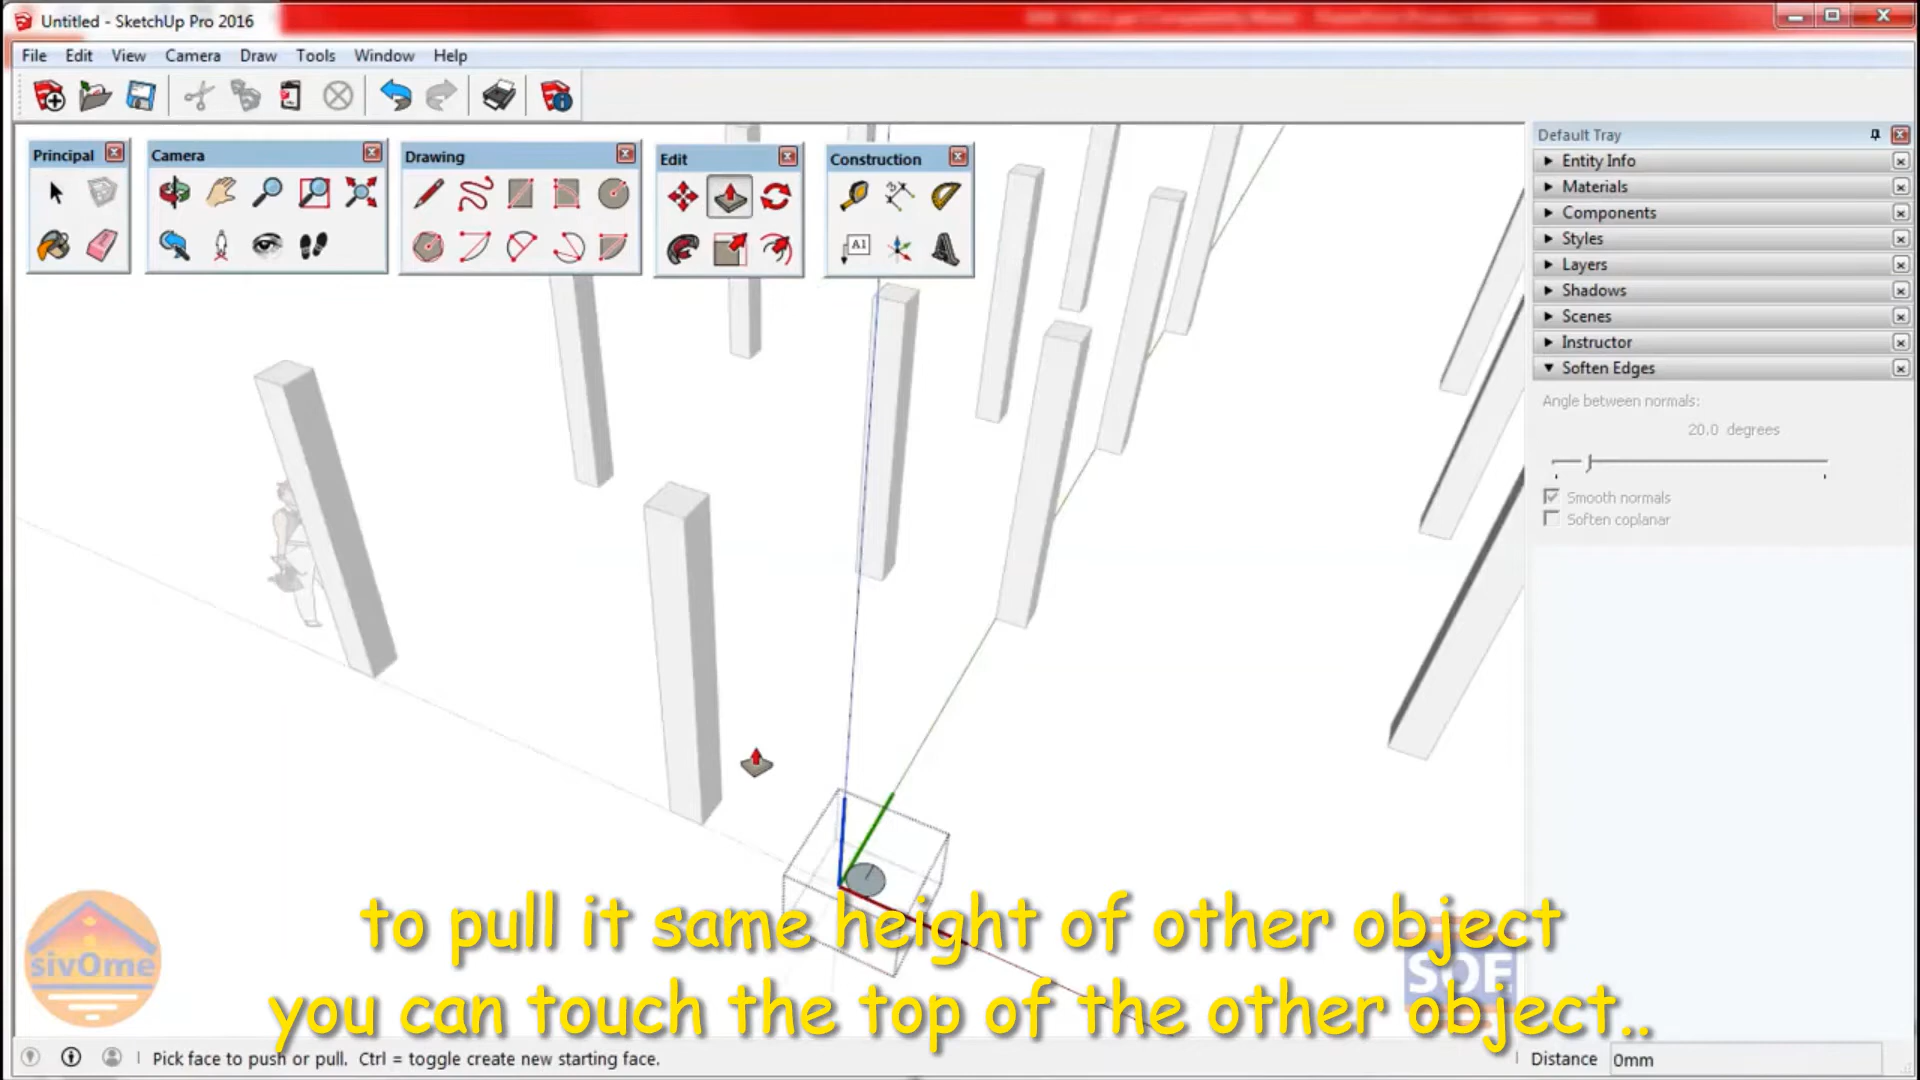 Untitled - SketchUp Pro 2016
File Edit View Camera Draw Tools Window Help
Principal
Camera
Drawing
Edit
Construction
A1
Default Tray
Entity Info
Materials
Components
Styles
Layers
Shadows
Scenes
Instructor
Soften Edges
Angle between normals:
20.0 degrees
Smooth normals
Soften coplanar
to pull it same height of other object
you can touch the top of the other object..
sivOme
Pick face to push or pull. Ctrl = toggle create new starting face.
Distance 0mm